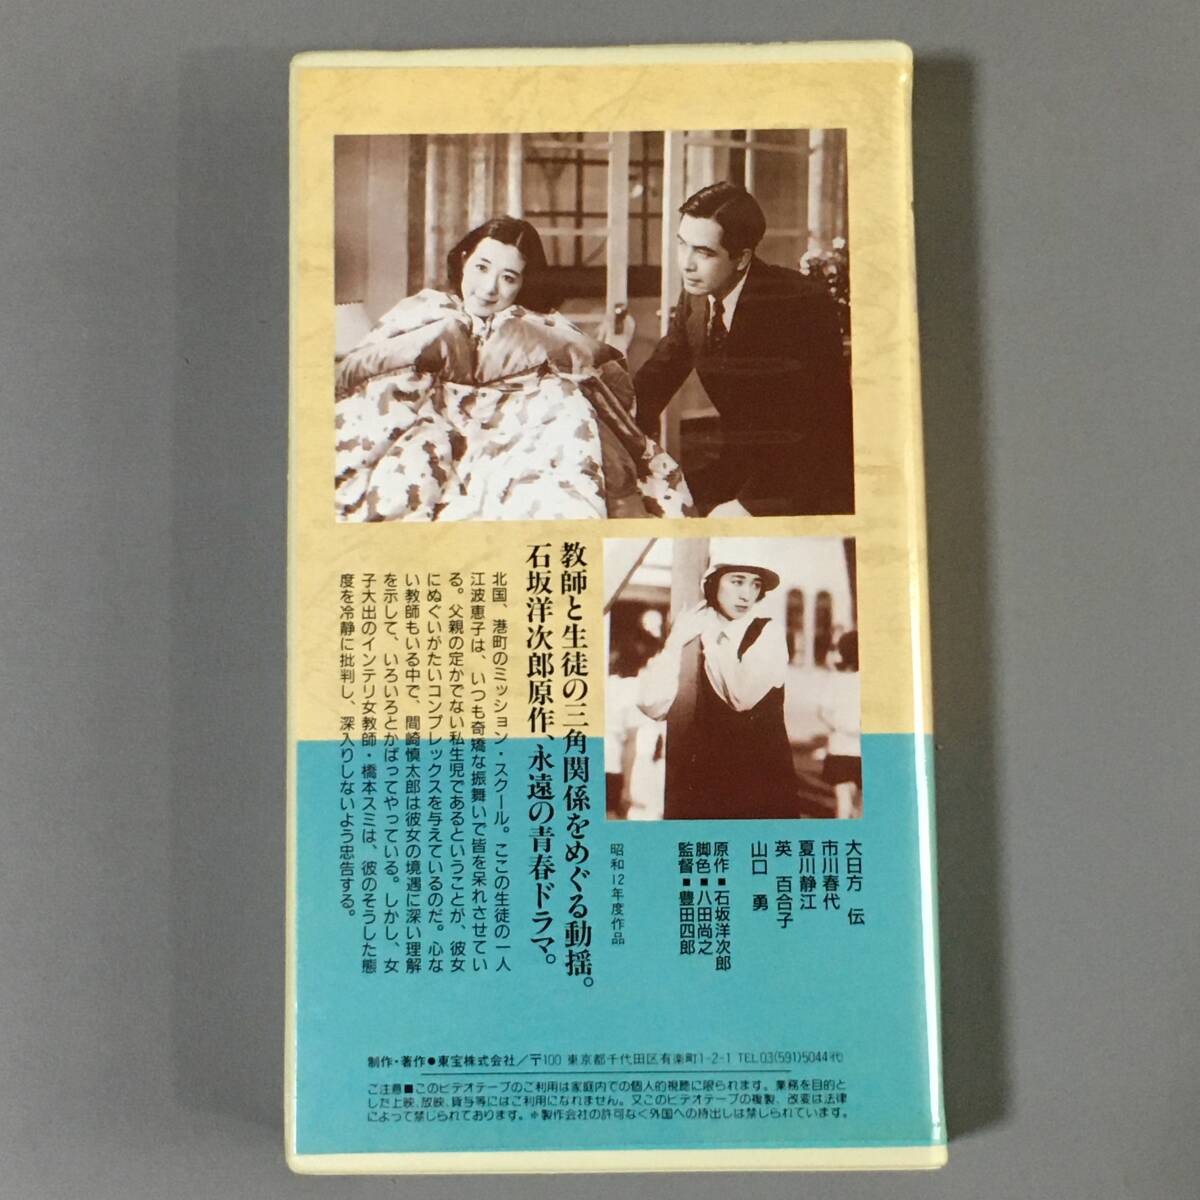 大日方 伝
市川春代
夏川静江
英 百合子
山口 勇
原作■石坂洋次郎
脚色■八田尚之
監督■豊田四郎
昭和12年度作品
教師と生徒の三角関係をめぐる動揺。
石坂洋次郎原作、永遠の青春ドラマ。
北国、港町のミッション・スクール。ここの生徒の一人
江波恵子は、いつも奇矯な振舞いで皆を呆れさせてい
る。父親の定かでない私生児であるということが、彼女
にぬぐいがたいコンプレックスを与えているのだ。心な
い教師もいる中で、間崎慎太郎は彼女の境遇に深い理解
を示して、いろいろとかばってやっている。しかし、女
子大出のインテリ女教師・橋本スミは、彼のそうした態
度を冷静に批判し、深入りしないよう忠告する。
制作・著作●東宝株式会社／〒100 東京都千代田区有楽町1-2-1 TEL03(591)5044㈹
ご注意■このビデオテープのご利用は家庭内での個人的視聴に限られます。業務を目的と
した上映、放映、貸与等にはご利用になれません。又このビデオテープの複製、改変は法律
によって禁じられております。※製作会社の許可なく外国への持出しは禁じられています。